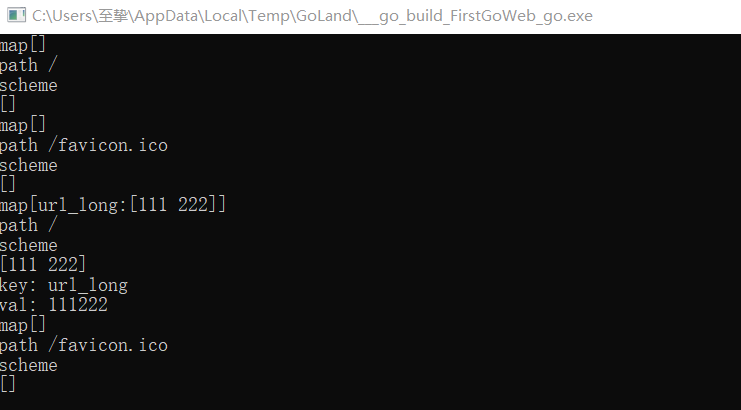 C:\Users\至挚\AppData\Local\Temp\GoLand\___go_build_FirstGoWeb_go.exe
map[]
path /
scheme
[]
map[]
path /favicon.ico
scheme
[]
map[url_long:[111 222]]
path /
scheme
[111 222]
key: url_long
val: 111222
map[]
path /favicon.ico
scheme
[]